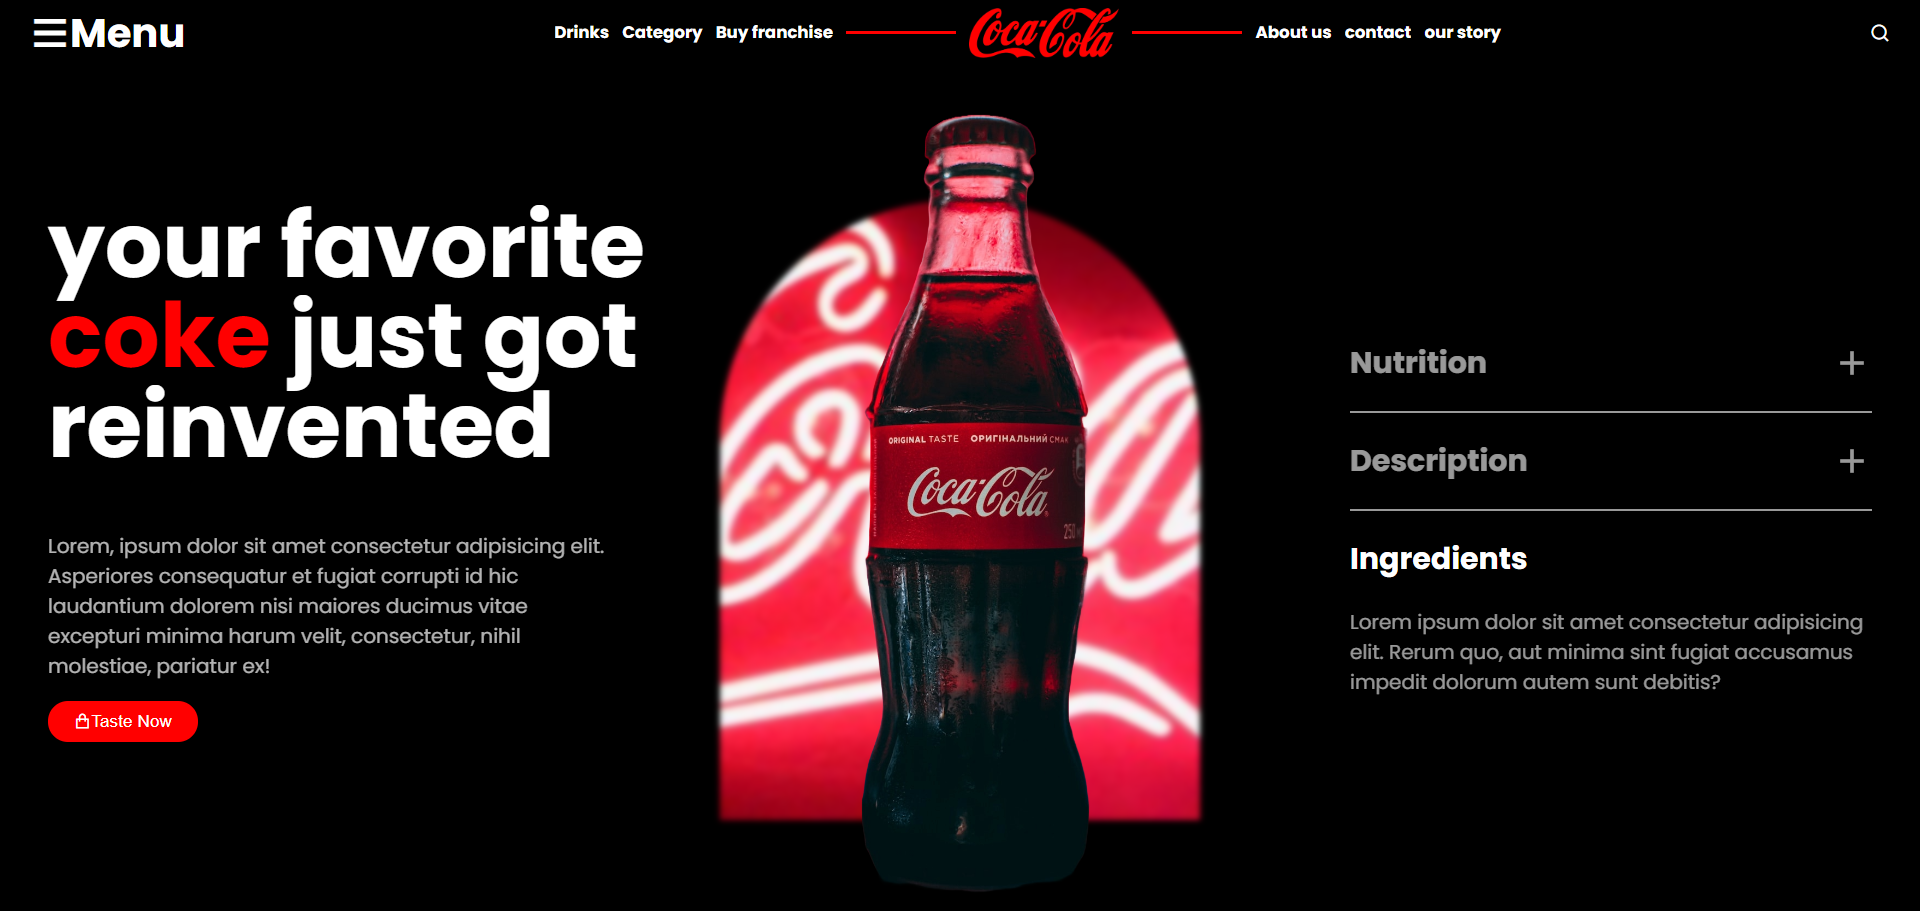 Menu
Drinks Category Buy franchise
Coca-Cola
About us contact our story
your favorite
coke just got
reinvented
Lorem, ipsum dolor sit amet consectetur adipisicing elit.
Asperiores consequatur et fugiat corrupti id hic
laudantium dolorem nisi maiores ducimus vitae
excepturi minima harum velit, consectetur, nihil
molestiae, pariatur ex!
Taste Now
ORIGINAL TASTE ОРИГІНАЛЬНИЙ СМАК
Coca-Cola
250
Nutrition
Description
Ingredients
Lorem ipsum dolor sit amet consectetur adipisicing
elit. Rerum quo, aut minima sint fugiat accusamus
impedit dolorum autem sunt debitis?